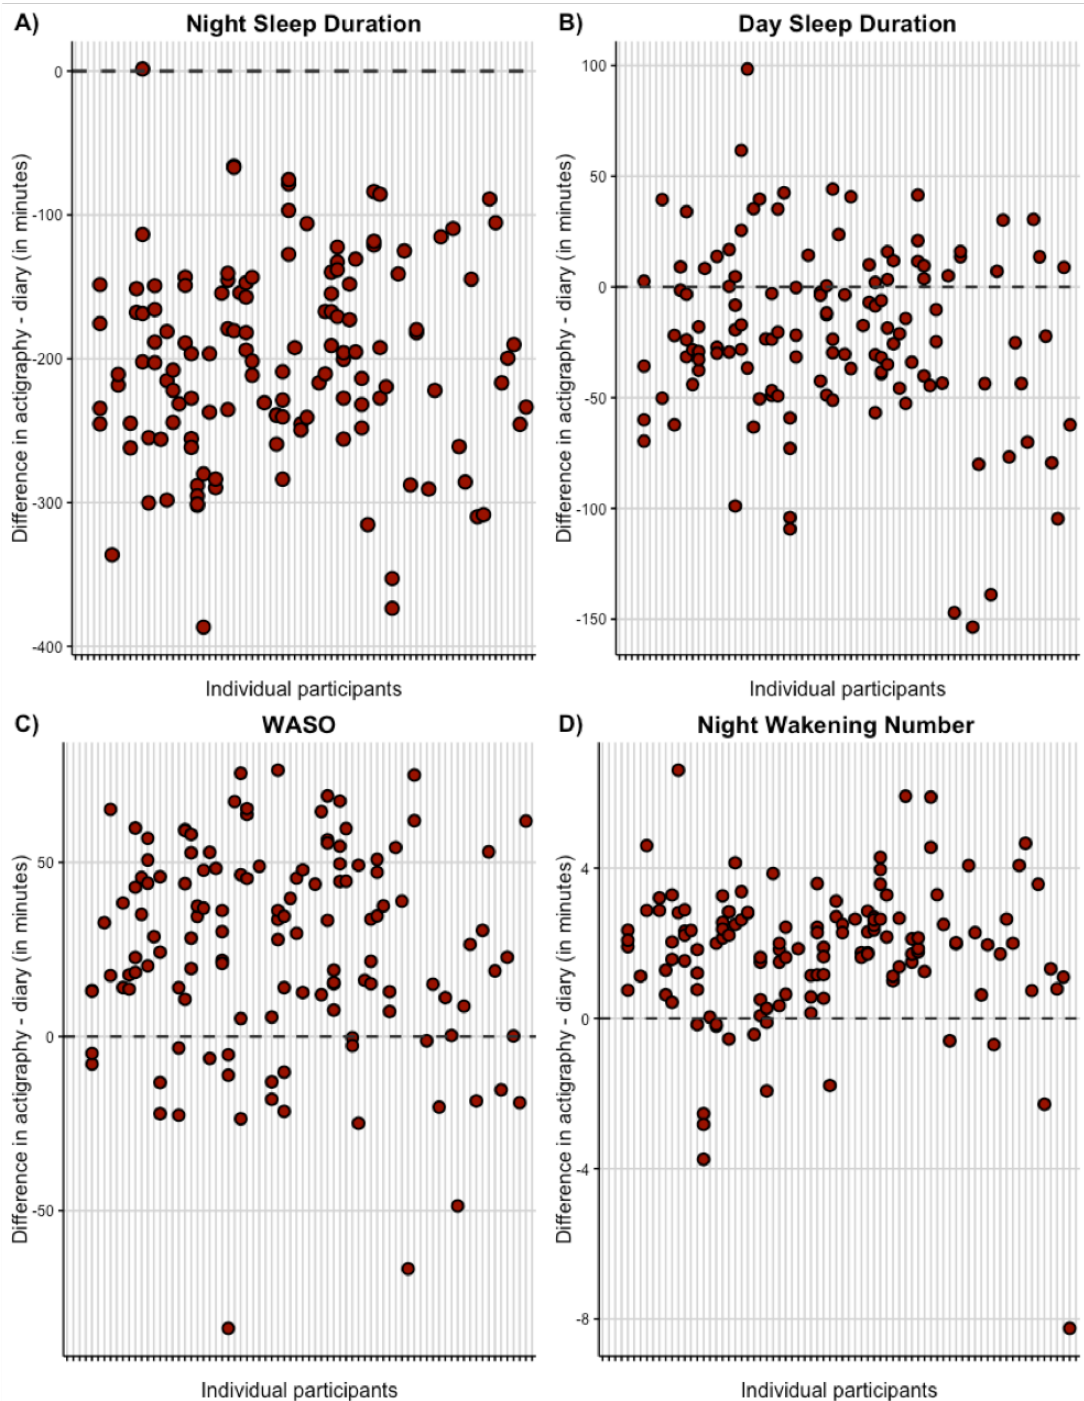 A)
Night Sleep Duration
Difference in actigraphy - diary (in minutes)
0
-100
-200
-300
-400
Individual participants
B)
Day Sleep Duration
Difference in actigraphy - diary (in minutes)
100
50
0
-50
-100
-150
Individual participants
C)
WASO
Difference in actigraphy - diary (in minutes)
50
0
-50
Individual participants
D)
Night Wakening Number
Difference in actigraphy - diary (in minutes)
4
0
-4
-8
Individual participants